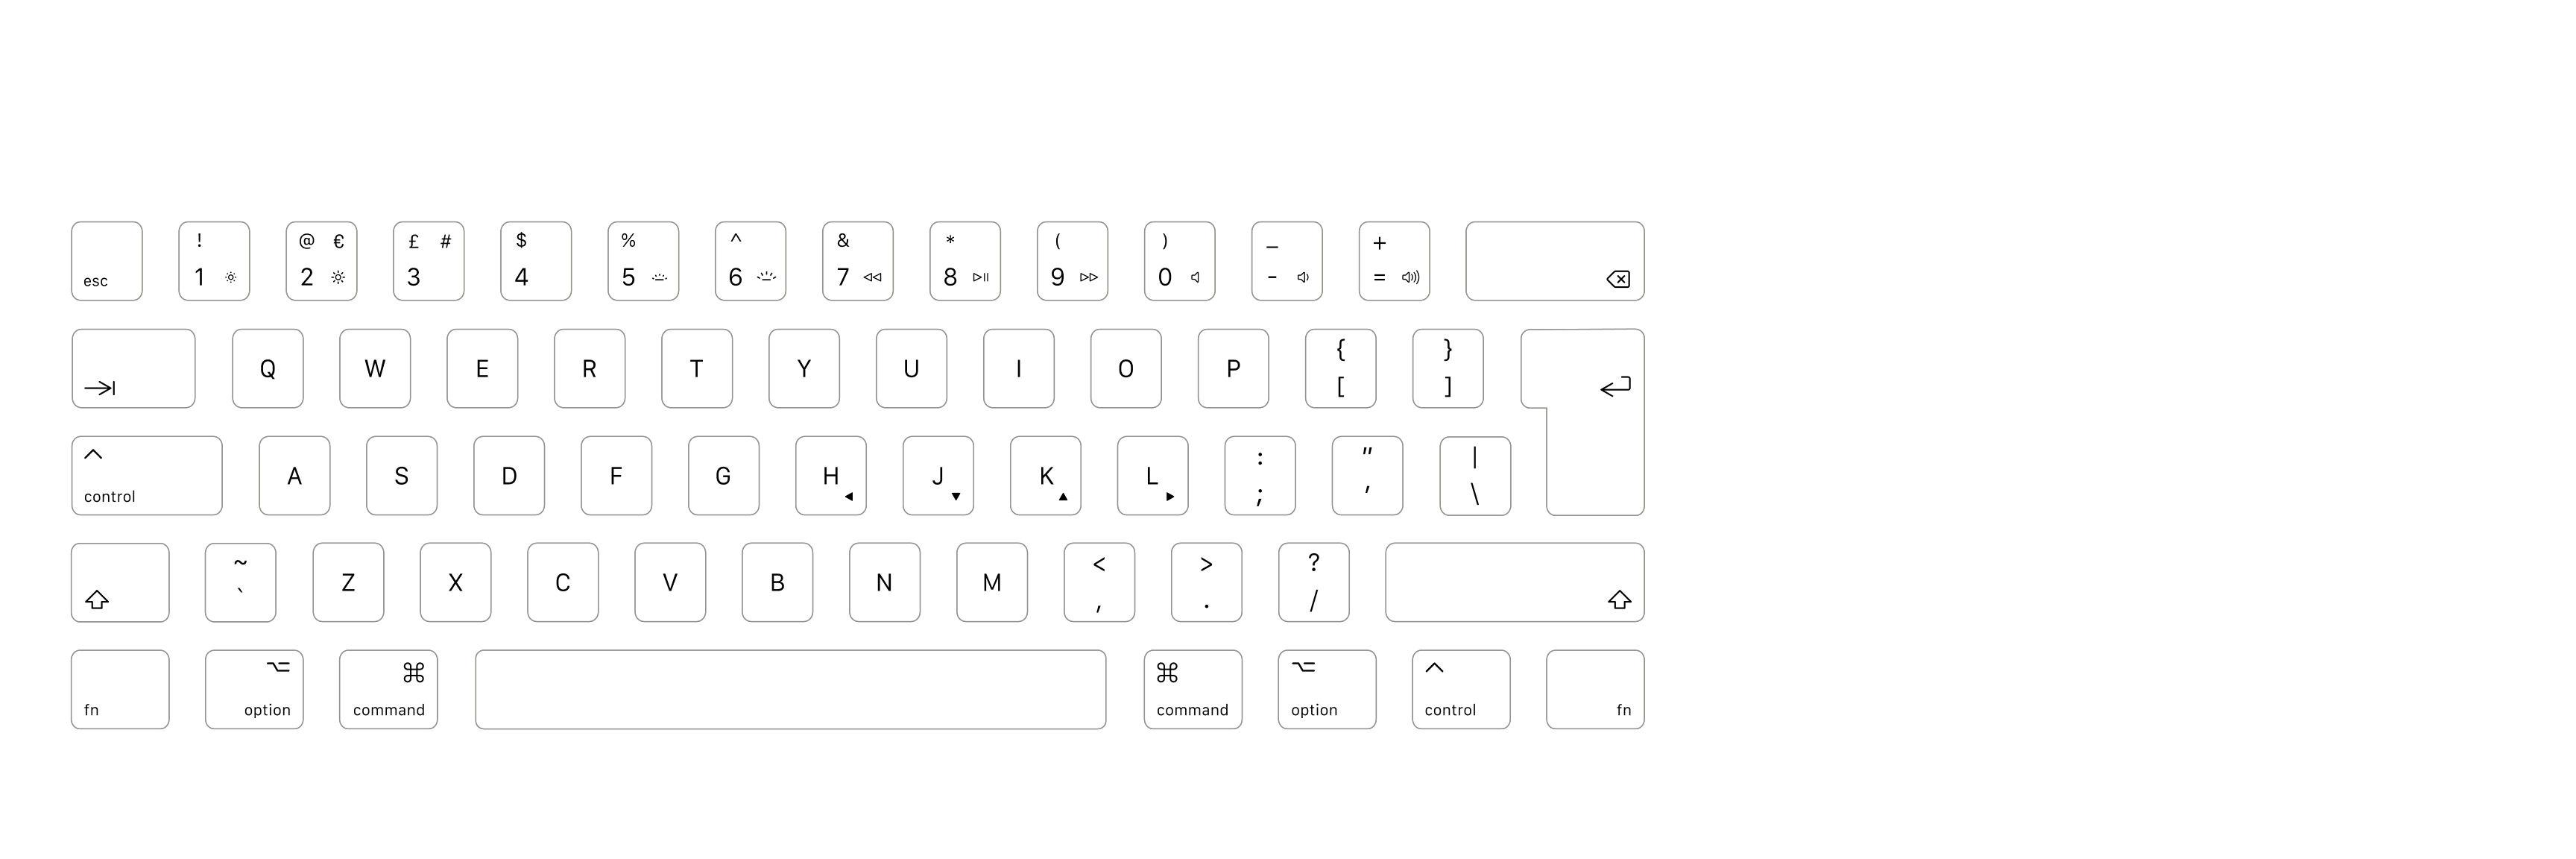 ! @ € £ # $ % ^ & * ( ) _ +
esc 1 2 3 4 5 6 7 8 9 0 - =
Q W E R T Y U I O P { }
[ ]
^ : " |
A S D F G H J K L ; ' \
control
~ < > ?
` Z X C V B N M , . /
⌥ ⌘ ⌘ ⌥ ^
fn option command command option control fn